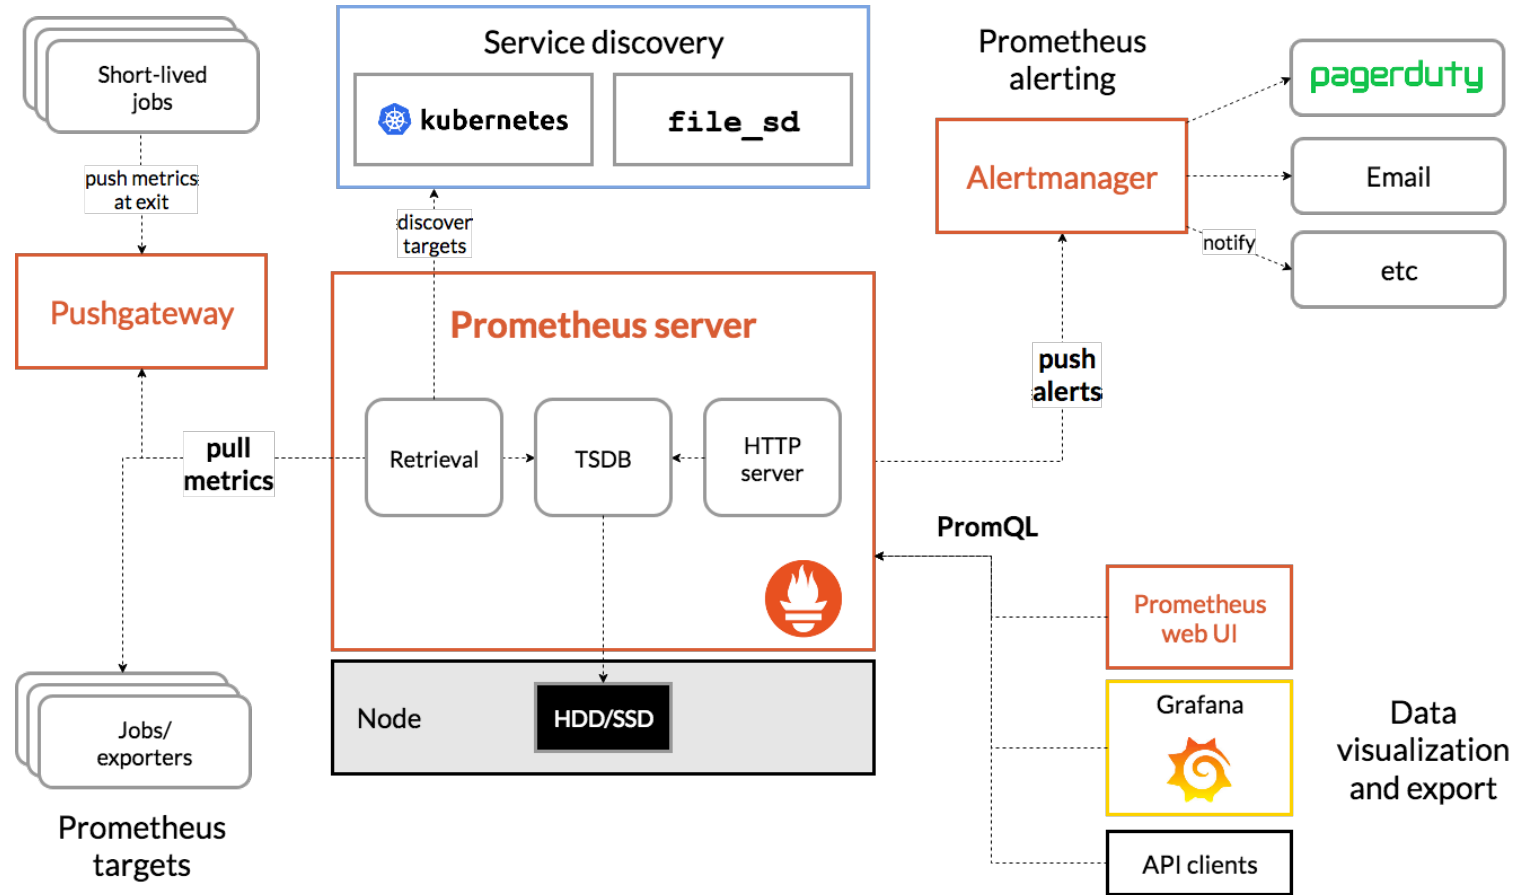 Short-lived
jobs
push metrics
at exit
Pushgateway
pull
metrics
Jobs/
exporters
Prometheus
targets
Service discovery
kubernetes
file_sd
discover
targets
Prometheus server
Retrieval
TSDB
HTTP
server
Node
HDD/SSD
Prometheus
alerting
Alertmanager
pagerduty
Email
notify
etc
push
alerts
PromQL
Prometheus
web UI
Grafana
API clients
Data
visualization
and export